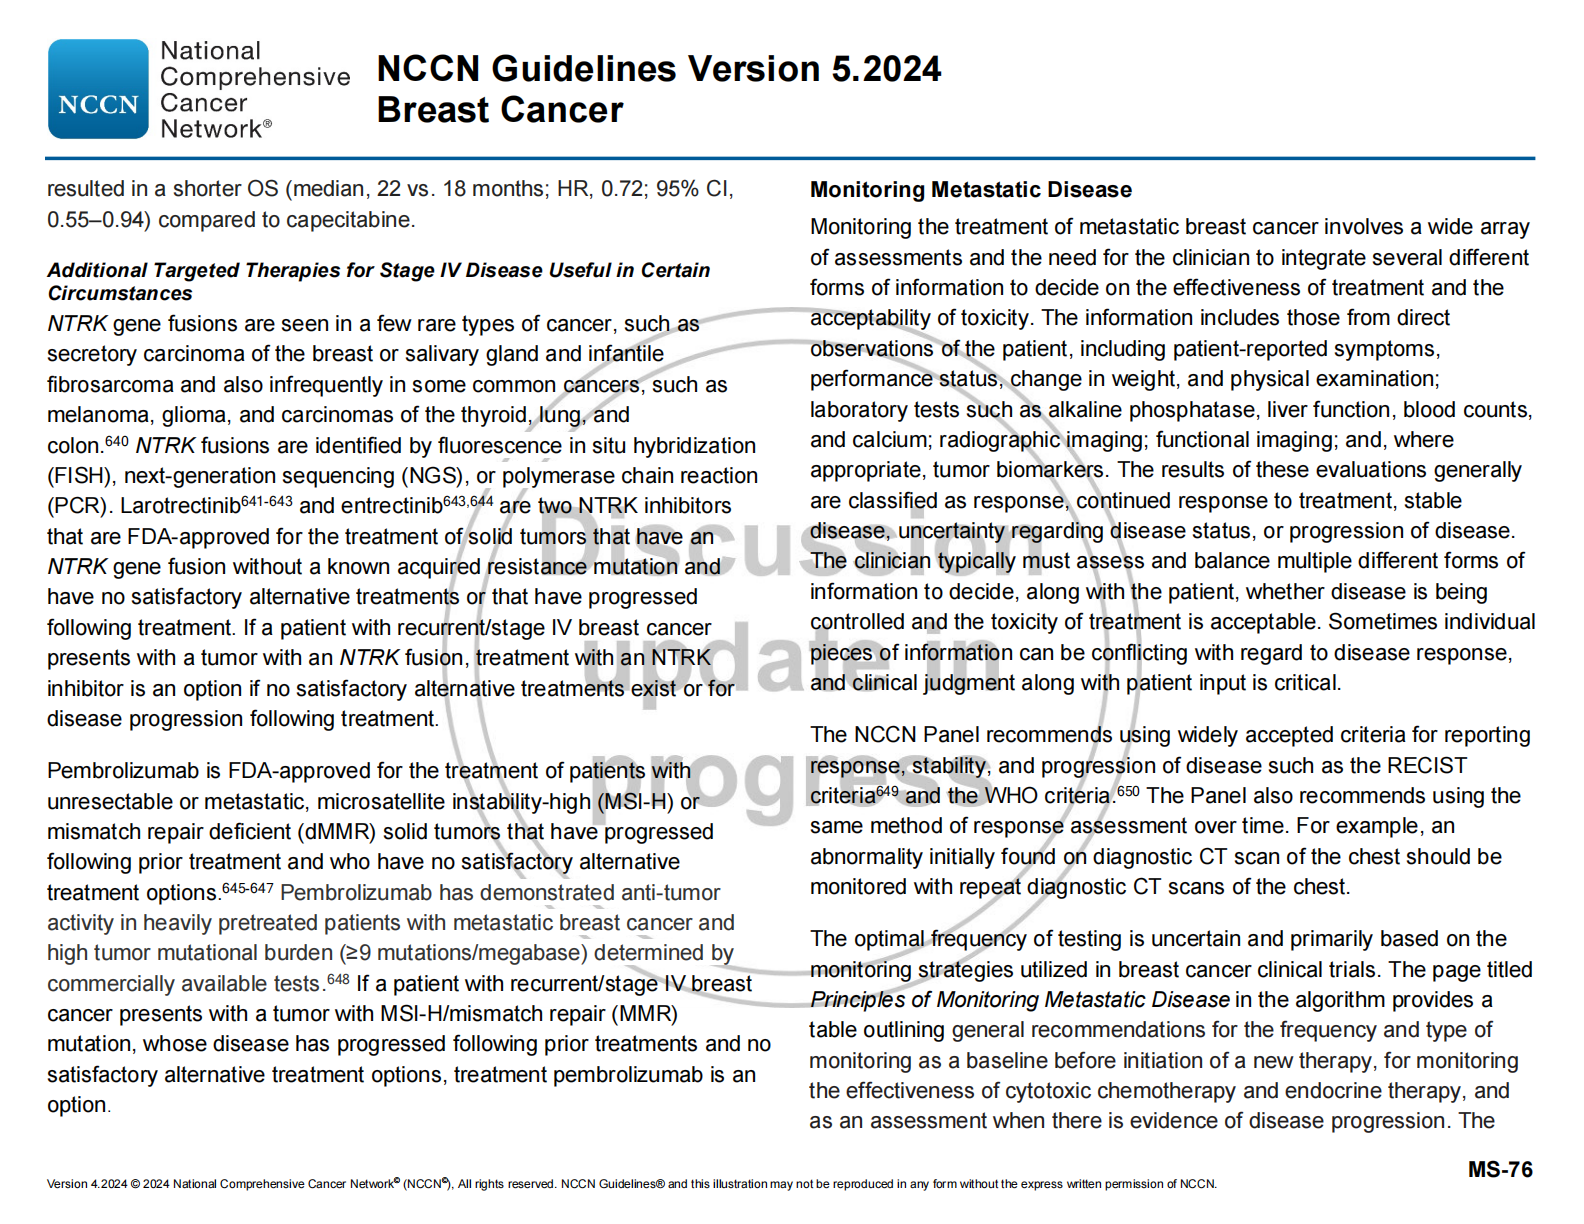 NCCN
National
Comprehensive
Cancer
Network®
NCCN Guidelines Version 5.2024
Breast Cancer
resulted in a shorter OS (median, 22 vs. 18 months; HR, 0.72; 95% CI,
0.55–0.94) compared to capecitabine.
Additional Targeted Therapies for Stage IV Disease Useful in Certain
Circumstances
NTRK gene fusions are seen in a few rare types of cancer, such as
secretory carcinoma of the breast or salivary gland and infantile
fibrosarcoma and also infrequently in some common cancers, such as
melanoma, glioma, and carcinomas of the thyroid, lung, and
colon.640 NTRK fusions are identified by fluorescence in situ hybridization
(FISH), next-generation sequencing (NGS), or polymerase chain reaction
(PCR). Larotrectinib641-643 and entrectinib643,644 are two NTRK inhibitors
that are FDA-approved for the treatment of solid tumors that have an
NTRK gene fusion without a known acquired resistance mutation and
have no satisfactory alternative treatments or that have progressed
following treatment. If a patient with recurrent/stage IV breast cancer
presents with a tumor with an NTRK fusion, treatment with an NTRK
inhibitor is an option if no satisfactory alternative treatments exist or for
disease progression following treatment.
Pembrolizumab is FDA-approved for the treatment of patients with
unresectable or metastatic, microsatellite instability-high (MSI-H) or
mismatch repair deficient (dMMR) solid tumors that have progressed
following prior treatment and who have no satisfactory alternative
treatment options.645-647 Pembrolizumab has demonstrated anti-tumor
activity in heavily pretreated patients with metastatic breast cancer and
high tumor mutational burden (≥9 mutations/megabase) determined by
commercially available tests.648 If a patient with recurrent/stage IV breast
cancer presents with a tumor with MSI-H/mismatch repair (MMR)
mutation, whose disease has progressed following prior treatments and no
satisfactory alternative treatment options, treatment pembrolizumab is an
option.
Monitoring Metastatic Disease
Monitoring the treatment of metastatic breast cancer involves a wide array
of assessments and the need for the clinician to integrate several different
forms of information to decide on the effectiveness of treatment and the
acceptability of toxicity. The information includes those from direct
observations of the patient, including patient-reported symptoms,
performance status, change in weight, and physical examination;
laboratory tests such as alkaline phosphatase, liver function, blood counts,
and calcium; radiographic imaging; functional imaging; and, where
appropriate, tumor biomarkers. The results of these evaluations generally
are classified as response, continued response to treatment, stable
disease, uncertainty regarding disease status, or progression of disease.
The clinician typically must assess and balance multiple different forms of
information to decide, along with the patient, whether disease is being
controlled and the toxicity of treatment is acceptable. Sometimes individual
pieces of information can be conflicting with regard to disease response,
and clinical judgment along with patient input is critical.
The NCCN Panel recommends using widely accepted criteria for reporting
response, stability, and progression of disease such as the RECIST
criteria649 and the WHO criteria.650 The Panel also recommends using the
same method of response assessment over time. For example, an
abnormality initially found on diagnostic CT scan of the chest should be
monitored with repeat diagnostic CT scans of the chest.
The optimal frequency of testing is uncertain and primarily based on the
monitoring strategies utilized in breast cancer clinical trials. The page titled
Principles of Monitoring Metastatic Disease in the algorithm provides a
table outlining general recommendations for the frequency and type of
monitoring as a baseline before initiation of a new therapy, for monitoring
the effectiveness of cytotoxic chemotherapy and endocrine therapy, and
as an assessment when there is evidence of disease progression. The
Discussion
update in
progress
MS-76
Version 4.2024 © 2024 National Comprehensive Cancer Network© (NCCN©), All rights reserved. NCCN Guidelines® and this illustration may not be reproduced in any form without the express written permission of NCCN.